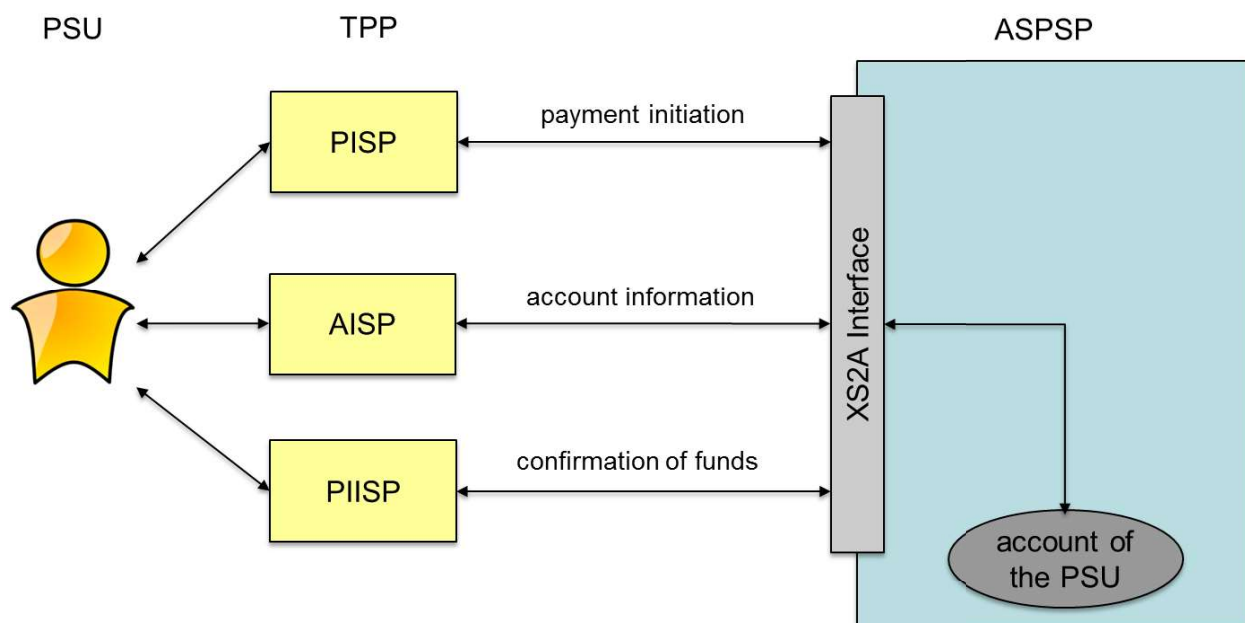 PSU
TPP
ASPSP
PISP
payment initiation
AISP
account information
XS2A Interface
PIISP
confirmation of funds
account of
the PSU